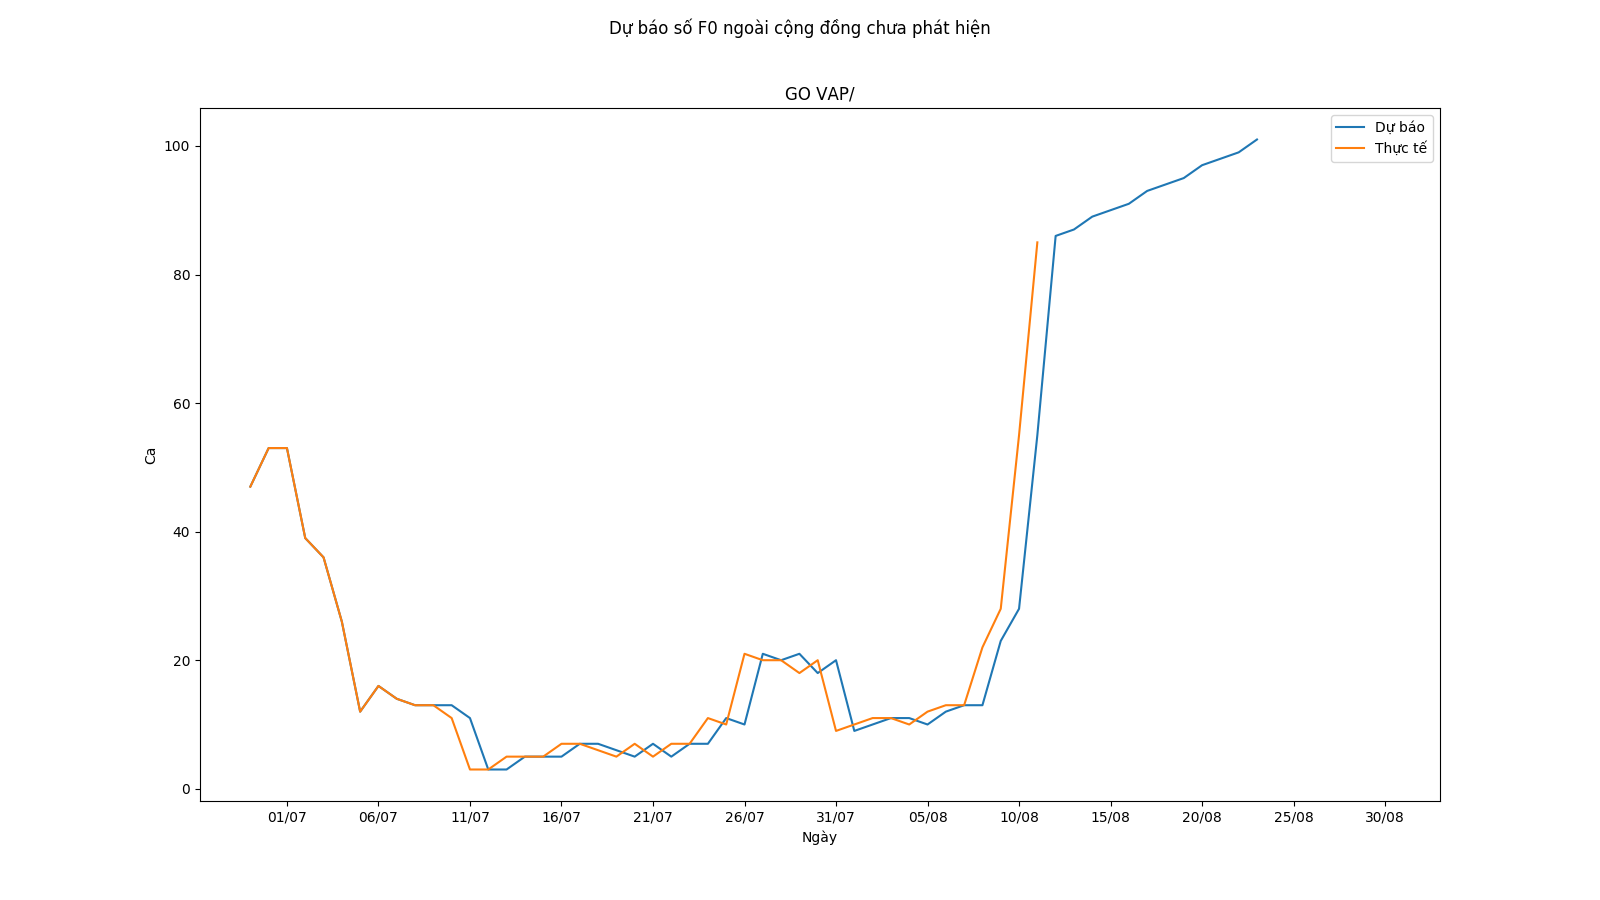 Dự báo số F0 ngoài cộng đồng chưa phát hiện
GO VAP/
Dự báo
Thực tế
100
80
60
40
20
0
Ca
01/07 06/07 11/07 16/07 21/07 26/07 31/07 05/08 10/08 15/08 20/08 25/08 30/08
Ngày